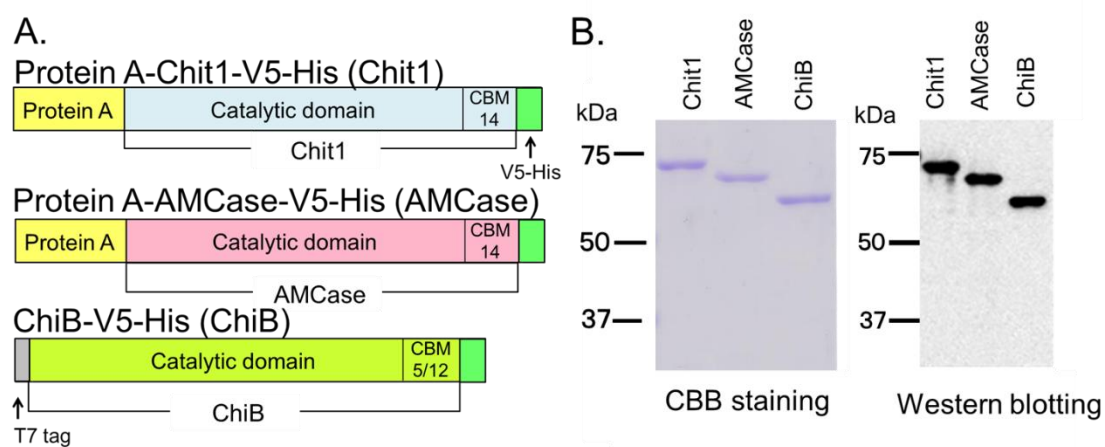 A.
Protein A-Chit1-V5-His (Chit1)
Protein A
Catalytic domain
CBM
14
Chit1
V5-His
Protein A-AMCase-V5-His (AMCase)
Protein A
Catalytic domain
CBM
14
AMCase
ChiB-V5-His (ChiB)
Catalytic domain
CBM
5/12
ChiB
T7 tag
B.
Chit1
AMCase
ChiB
kDa
75
50
37
CBB staining
Chit1
AMCase
ChiB
kDa
75
50
37
Western blotting